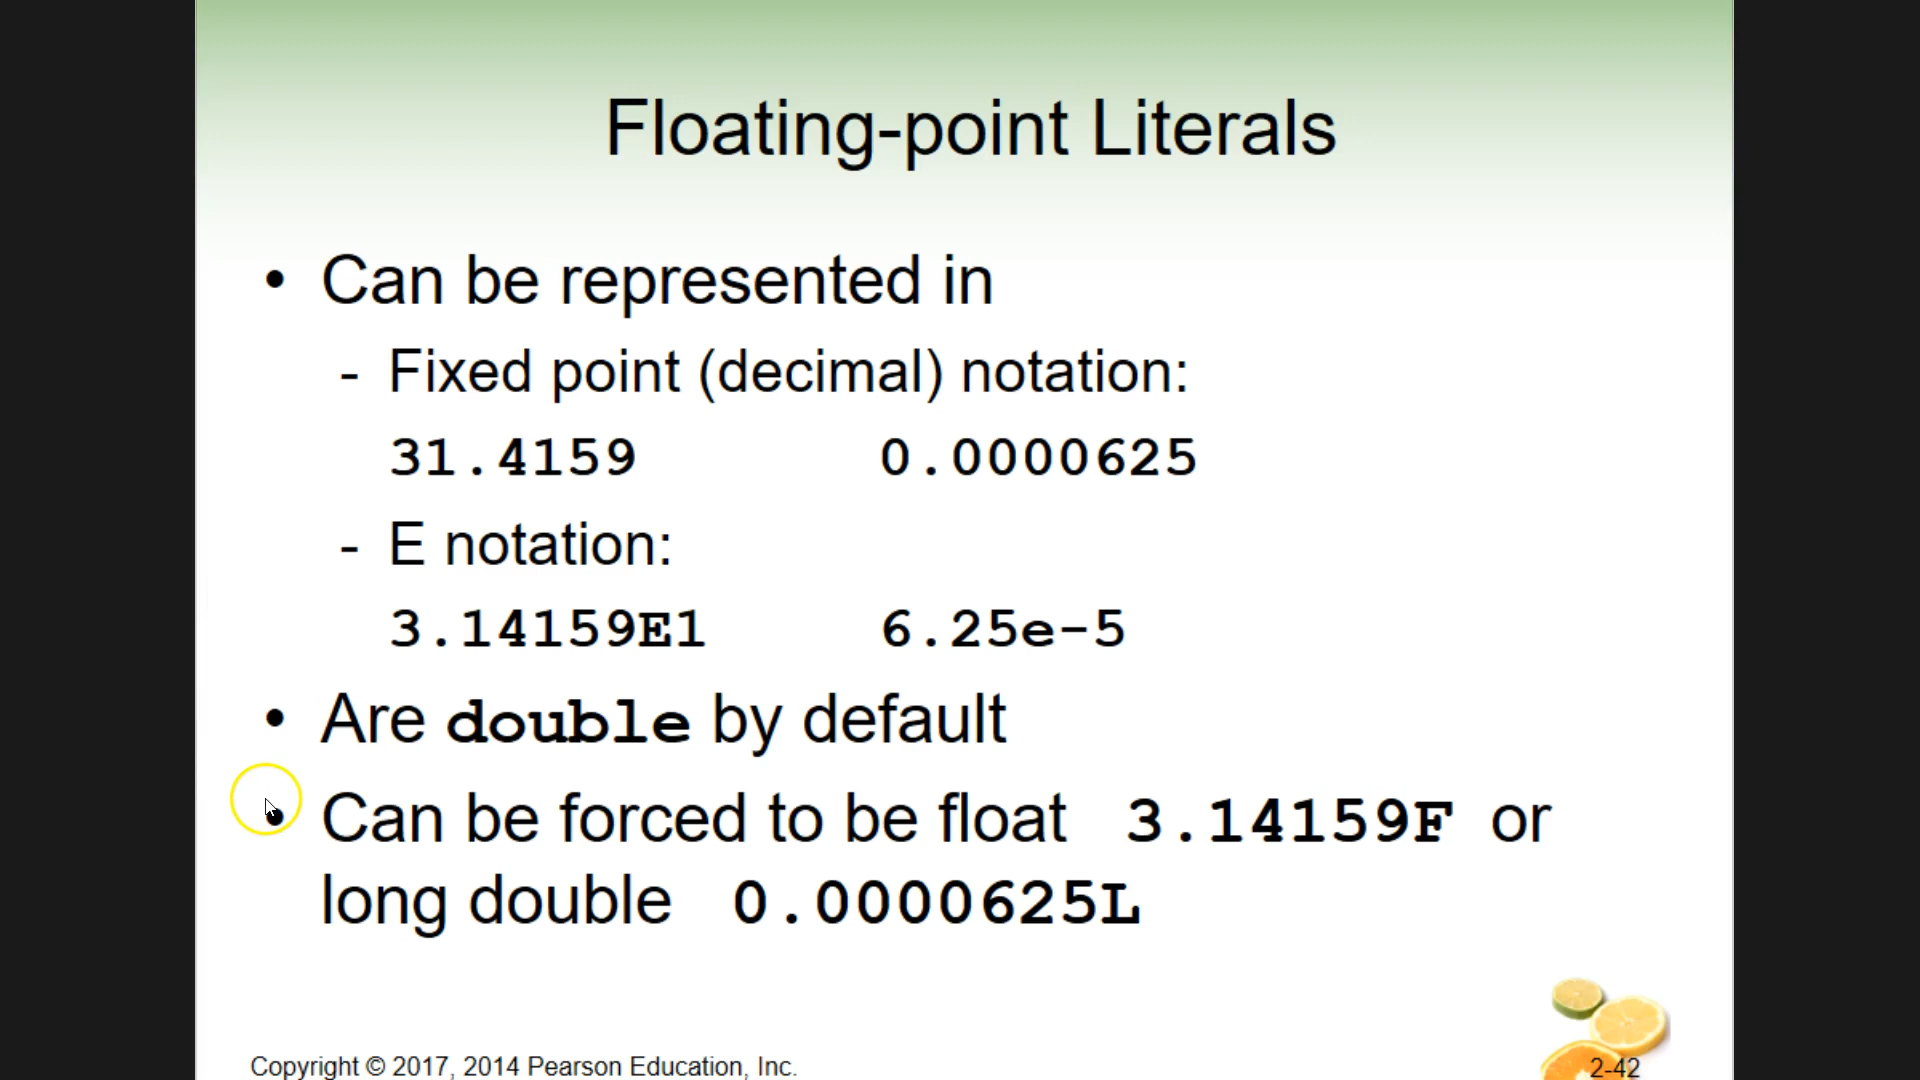 Floating-point Literals
• Can be represented in
- Fixed point (decimal) notation:
31.4159 0.0000625
- E notation:
3.14159E1 6.25e-5
• Are double by default
• Can be forced to be float 3.14159F or
long double 0.0000625L
Copyright © 2017, 2014 Pearson Education, Inc.
2-42